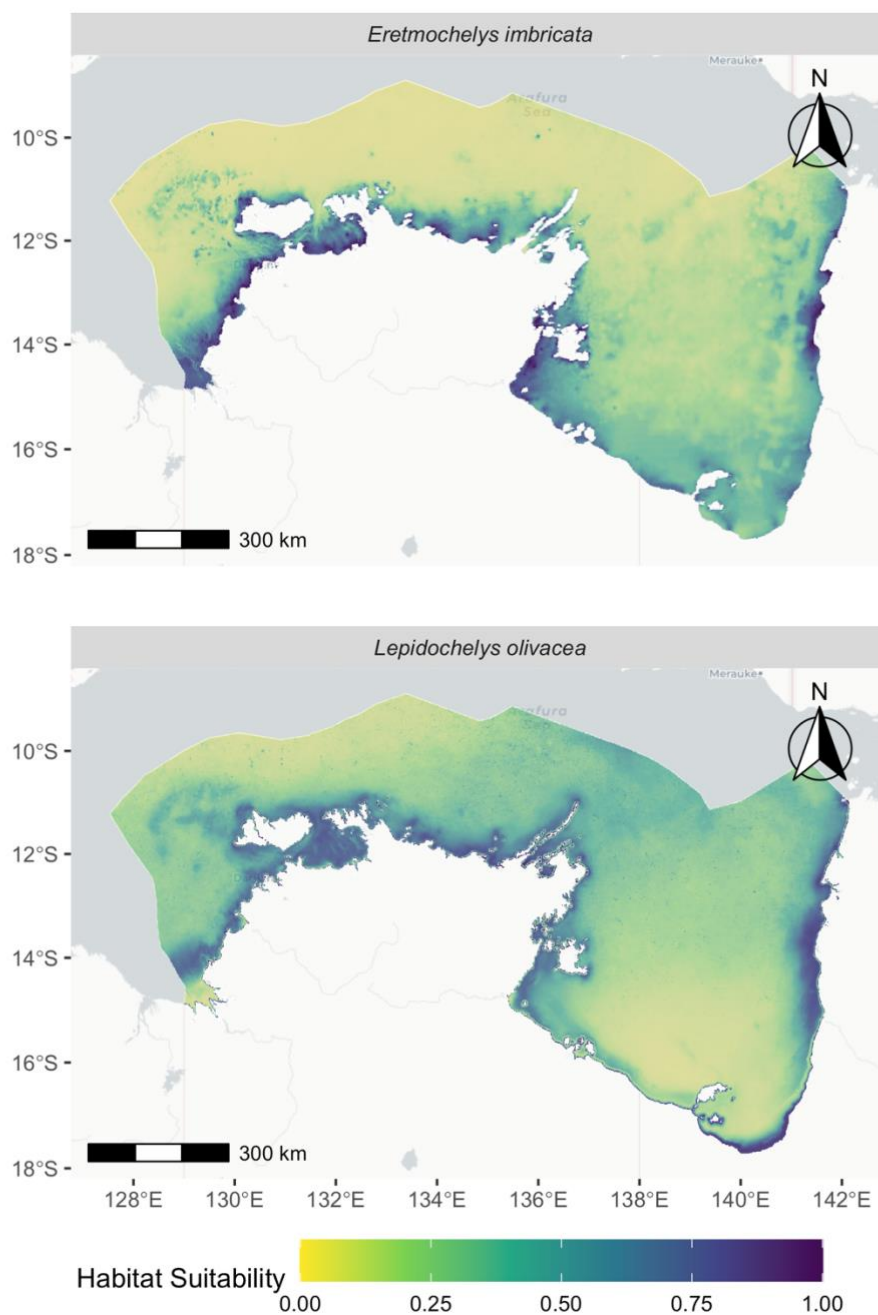 Eretmochelys imbricata
Merauke
N
Arafura
Sea
10°S
12°S
14°S
16°S
18°S
300 km
Lepidochelys olivacea
Merauke
N
Arafura
10°S
12°S
14°S
16°S
18°S
300 km
128°E 130°E 132°E 134°E 136°E 138°E 140°E 142°E
Habitat Suitability
0.00 0.25 0.50 0.75 1.00